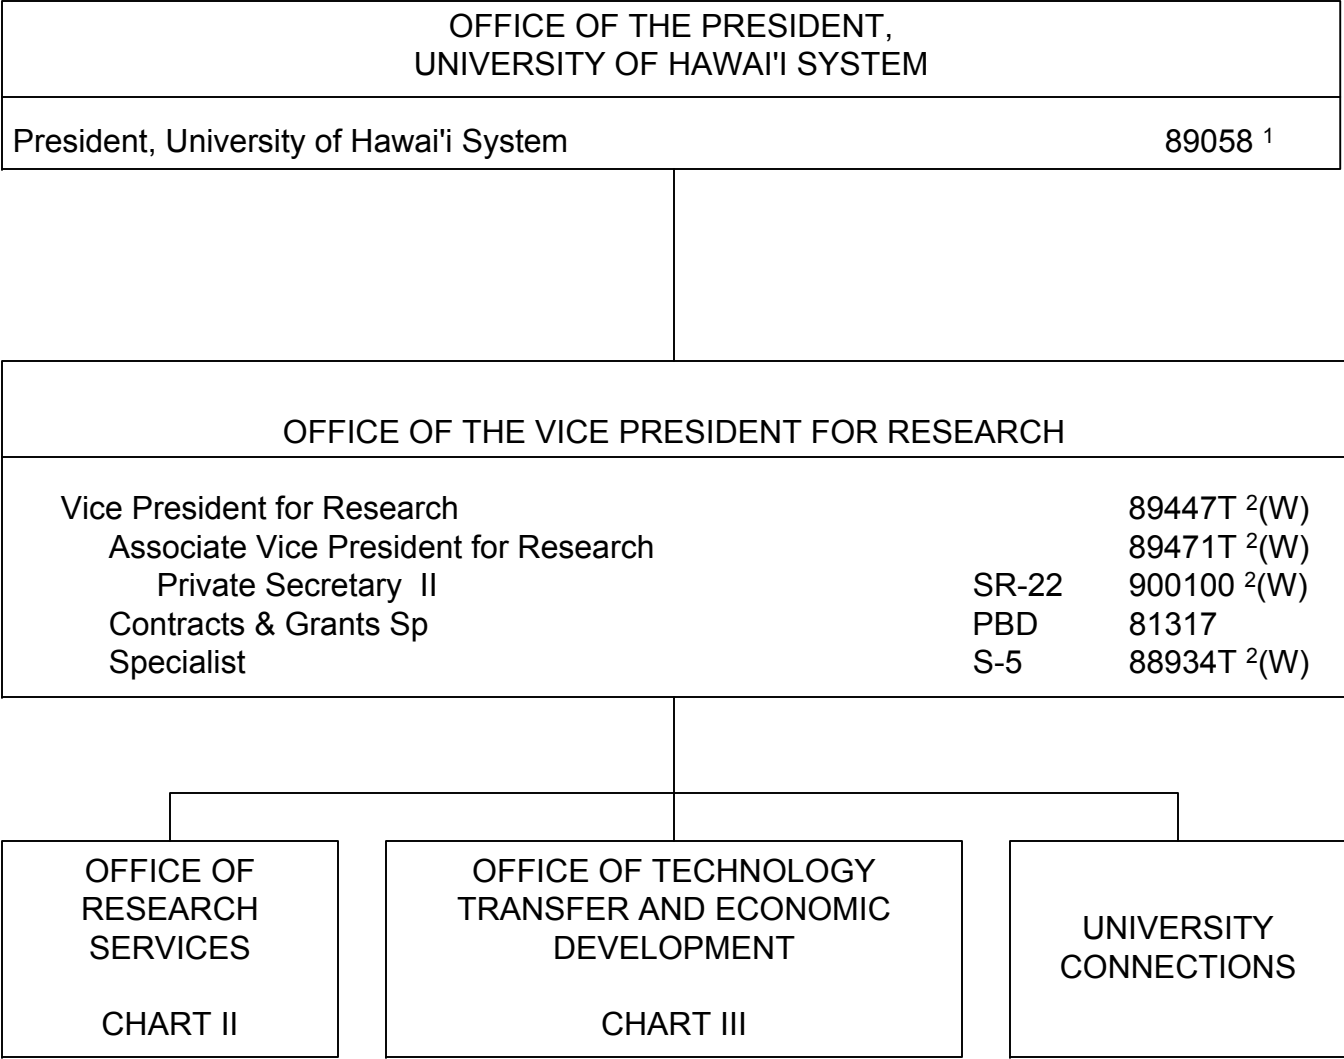 OFFICE OF THE PRESIDENT,
UNIVERSITY OF HAWAI'I SYSTEM
President, University of Hawai'i System 89058 ¹
OFFICE OF THE VICE PRESIDENT FOR RESEARCH
Vice President for Research 89447T ²(W)
Associate Vice President for Research 89471T ²(W)
Private Secretary II SR-22 900100 ²(W)
Contracts & Grants Sp PBD 81317
Specialist S-5 88934T ²(W)
OFFICE OF
RESEARCH
SERVICES
CHART II
OFFICE OF TECHNOLOGY
TRANSFER AND ECONOMIC
DEVELOPMENT
CHART III
UNIVERSITY
CONNECTIONS